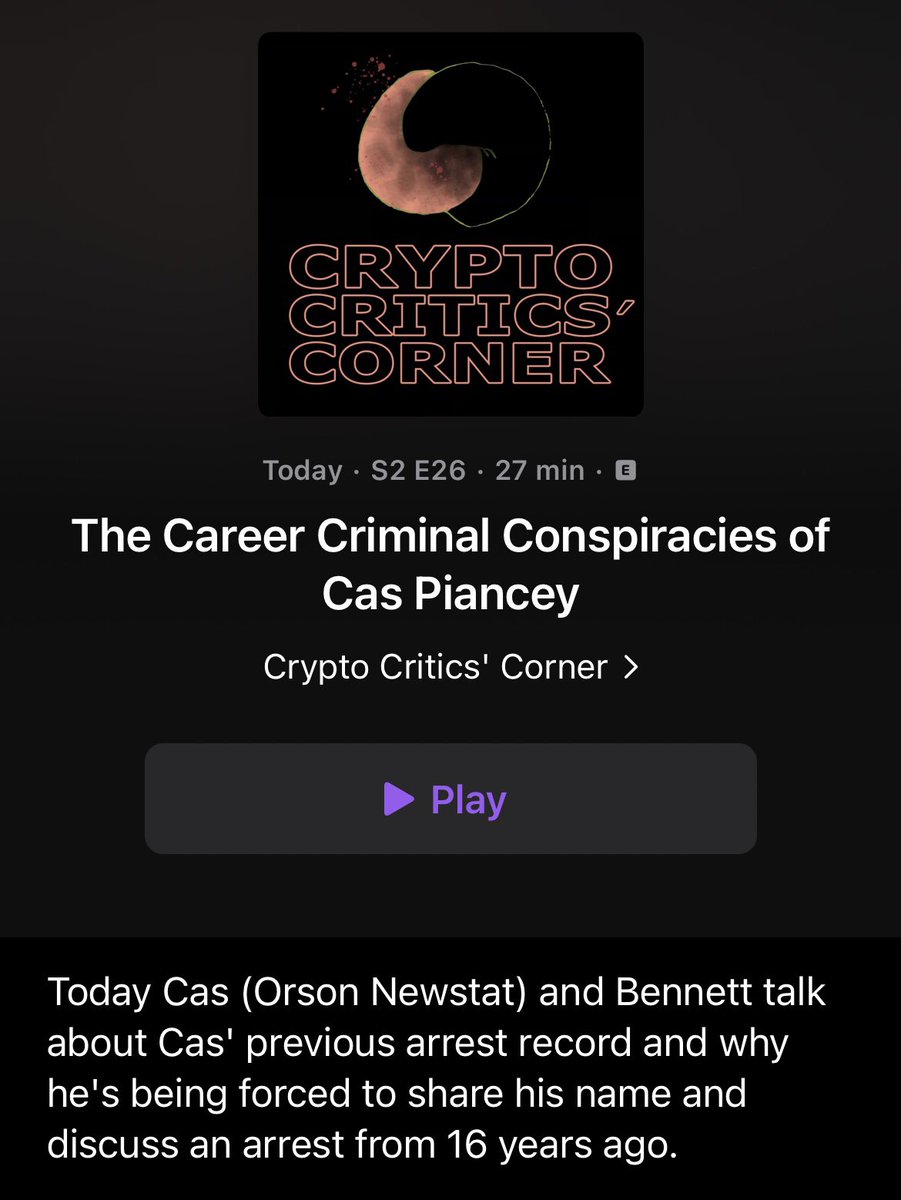 CRYPTO
CRITICS'
CORNER
Today · S2 E26 · 27 min · E
The Career Criminal Conspiracies of
Cas Piancey
Crypto Critics' Corner >
Play
Today Cas (Orson Newstat) and Bennett talk
about Cas' previous arrest record and why
he's being forced to share his name and
discuss an arrest from 16 years ago.